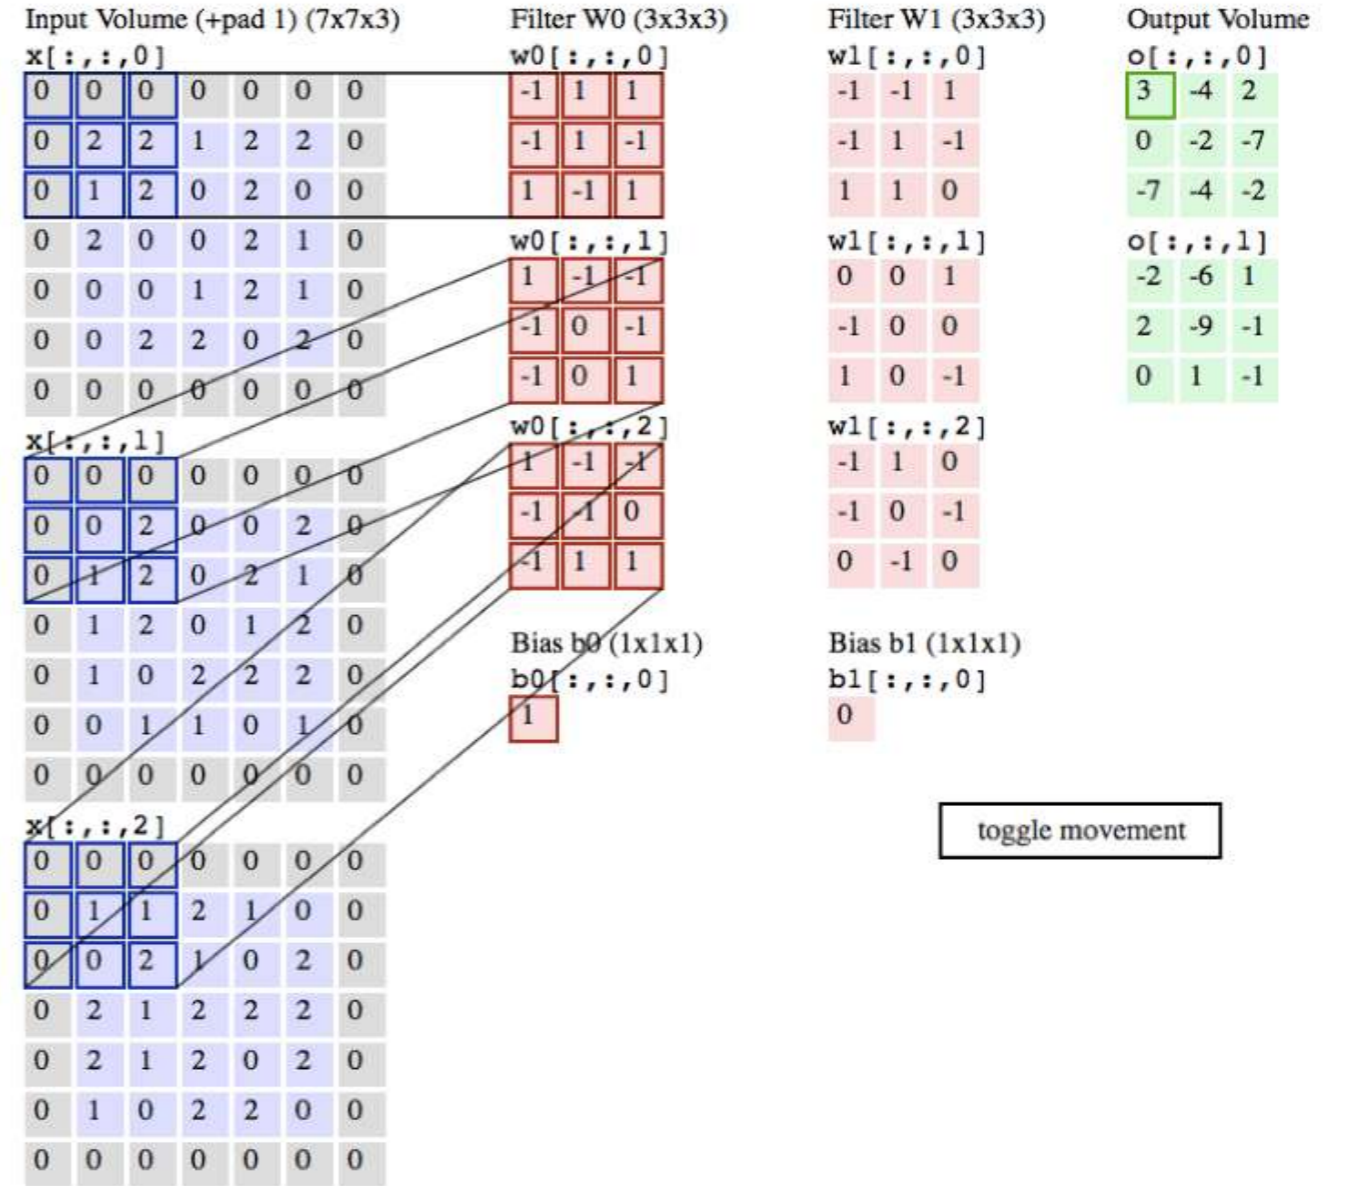 Input Volume (+pad 1) (7x7x3)
x[:,:,0]
0 0 0 0 0 0 0
0 2 2 1 2 2 0
0 1 2 0 2 0 0
0 2 0 0 2 1 0
0 0 0 1 2 1 0
0 0 2 2 0 2 0
0 0 0 0 0 0 0
x[:,:,1]
0 0 0 0 0 0 0
0 0 2 0 0 2 0
0 1 2 0 2 1 0
0 1 2 0 1 2 0
0 1 0 2 2 2 0
0 0 1 1 0 1 0
0 0 0 0 0 0 0
x[:,:,2]
0 0 0 0 0 0 0
0 1 1 2 1 0 0
0 0 2 1 0 2 0
0 2 1 2 2 2 0
0 2 1 2 0 2 0
0 1 0 2 2 0 0
0 0 0 0 0 0 0
Filter W0 (3x3x3)
w0[:,:,0]
-1 1 1
-1 1 -1
1 -1 1
w0[:,:,1]
1 -1 -1
-1 0 -1
-1 0 1
w0[:,:,2]
1 -1 -1
-1 -1 0
-1 1 1
Bias b0 (1x1x1)
b0[:,:,0]
1
Filter W1 (3x3x3)
w1[:,:,0]
-1 -1 1
-1 1 -1
1 1 0
w1[:,:,1]
0 0 1
-1 0 0
1 0 -1
w1[:,:,2]
-1 1 0
-1 0 -1
0 -1 0
Bias b1 (1x1x1)
b1[:,:,0]
0
Output Volume
o[:,:,0]
3 -4 2
0 -2 -7
-7 -4 -2
o[:,:,1]
-2 -6 1
2 -9 -1
0 1 -1
toggle movement